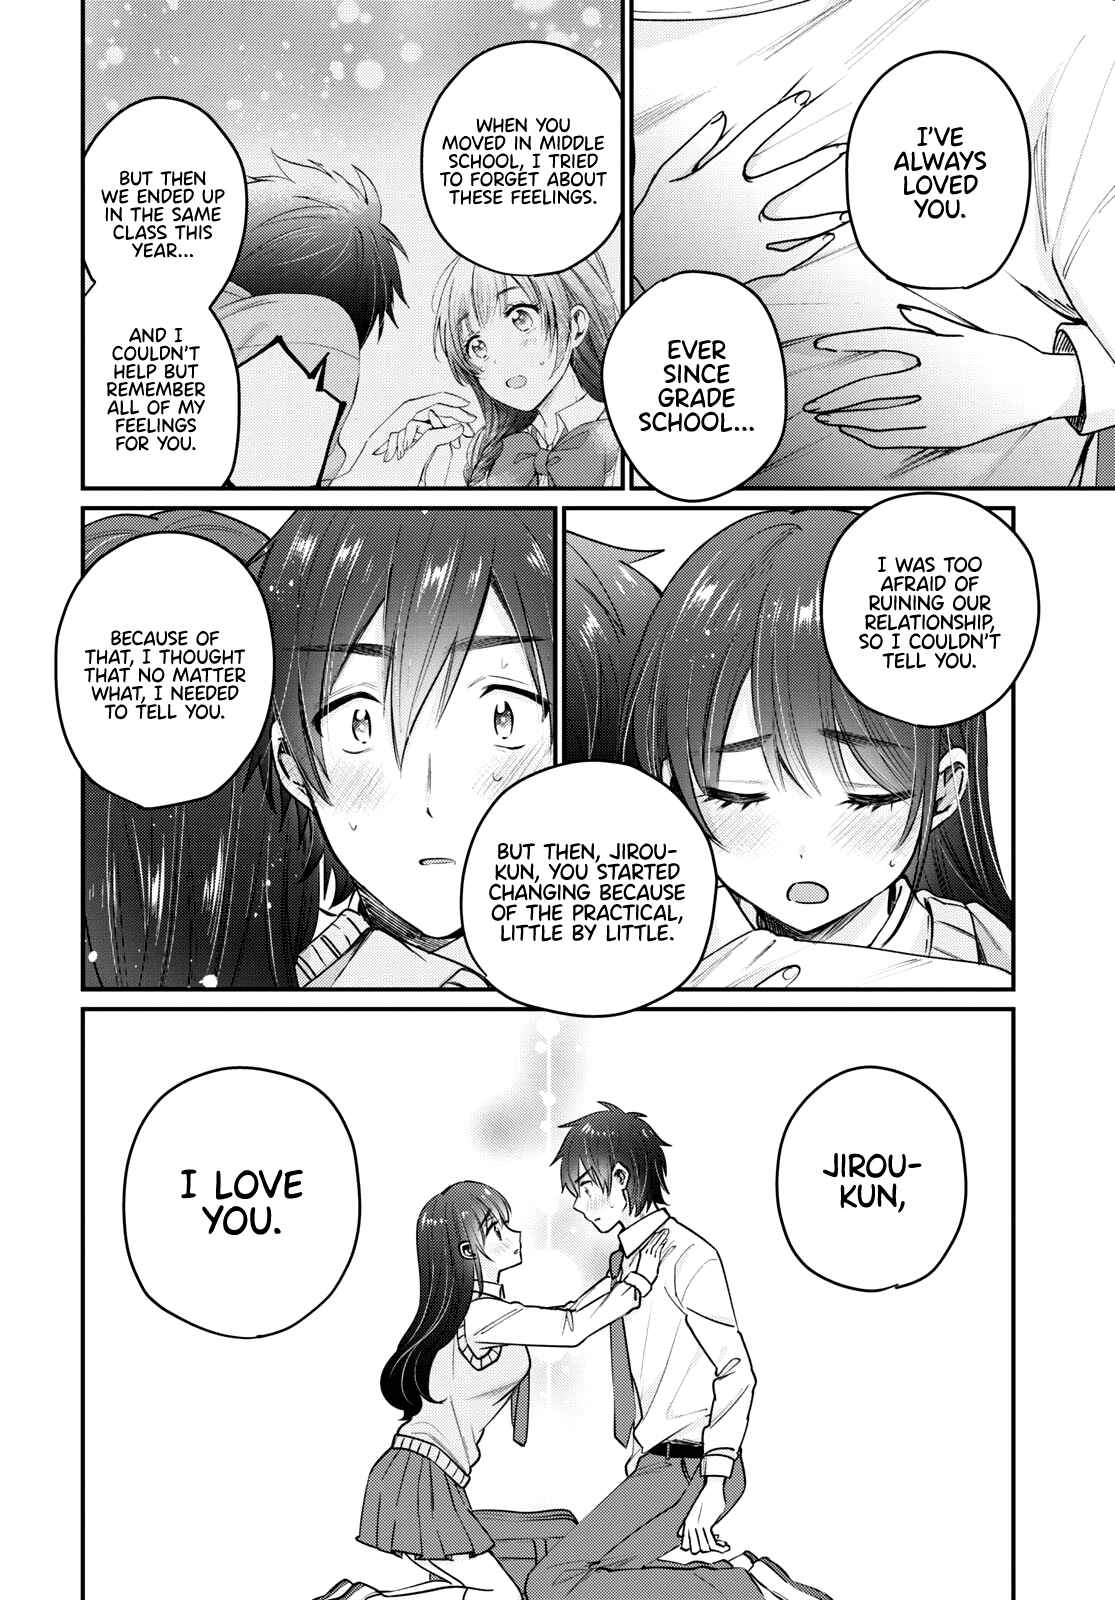 I'VE
ALWAYS
LOVED
YOU.
EVER
SINCE
GRADE
SCHOOL...
WHEN YOU
MOVED IN MIDDLE
SCHOOL, I TRIED
TO FORGET ABOUT
THESE FEELINGS.
BUT THEN
WE ENDED UP
IN THE SAME
CLASS THIS
YEAR...
AND I
COULDN'T
HELP BUT
REMEMBER
ALL OF MY
FEELINGS
FOR YOU.
I WAS TOO
AFRAID OF
RUINING OUR
RELATIONSHIP,
SO I COULDN'T
TELL YOU.
BUT THEN, JIROU-
KUN, YOU STARTED
CHANGING BECAUSE
OF THE PRACTICAL,
LITTLE BY LITTLE.
BECAUSE OF
THAT, I THOUGHT
THAT NO MATTER
WHAT, I NEEDED
TO TELL YOU.
JIROU-
KUN,
I LOVE
YOU.